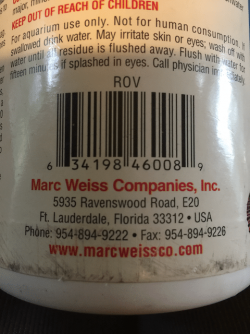 major, min
KEEP OUT OF REACH OF CHILDREN
For aquarium use only. Not for human consumption. If
swallowed drink water. May irritate skin or eyes; wash off with
water until all residue is flushed away. Flush with water for
fifteen minutes if splashed in eyes. Call physician immediately
ROV
6 34198 46008 9
Marc Weiss Companies, Inc.
5935 Ravenswood Road, E20
Ft. Lauderdale, Florida 33312 • USA
Phone: 954-894-9222 • Fax: 954-894-9226
www.marcweissco.com